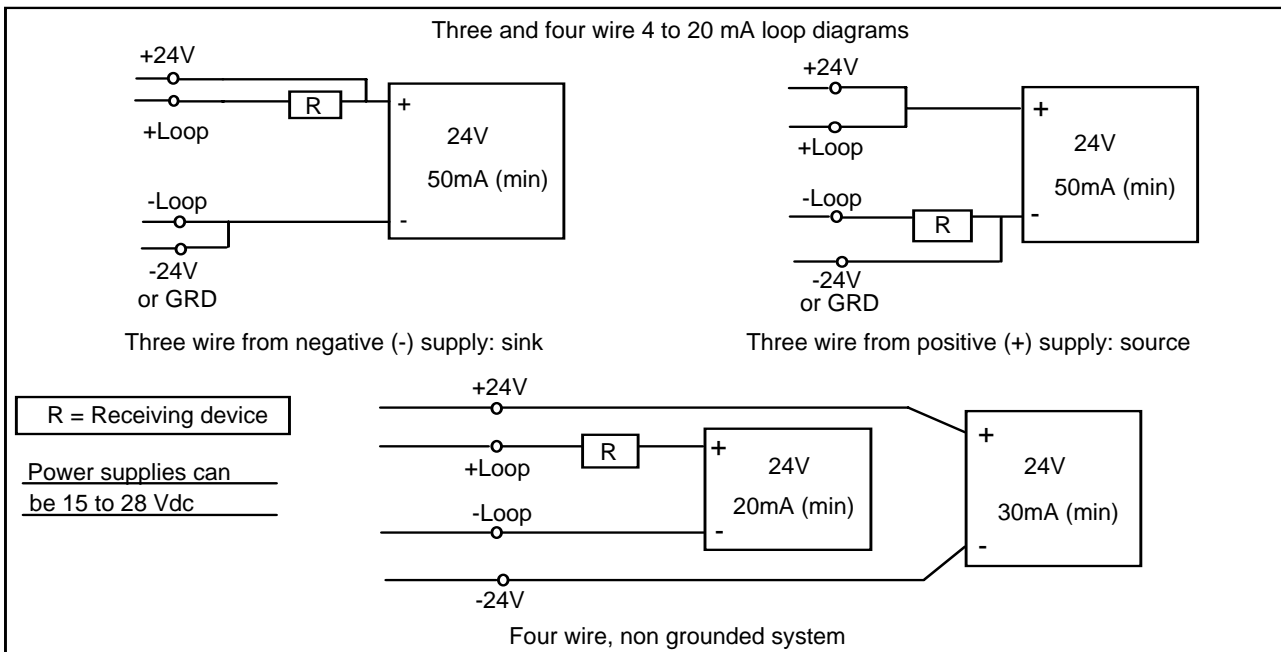 Three and four wire 4 to 20 mA loop diagrams
+24V
R
+
+Loop
24V
50mA (min)
-Loop
-
-24V
or GRD
Three wire from negative (-) supply: sink
+24V
+
+Loop
24V
50mA (min)
-Loop
R
-
-24V
or GRD
Three wire from positive (+) supply: source
R = Receiving device
Power supplies can
be 15 to 28 Vdc
+24V
+Loop
R
+
24V
20mA (min)
-
-Loop
-24V
+
24V
30mA (min)
-
Four wire, non grounded system